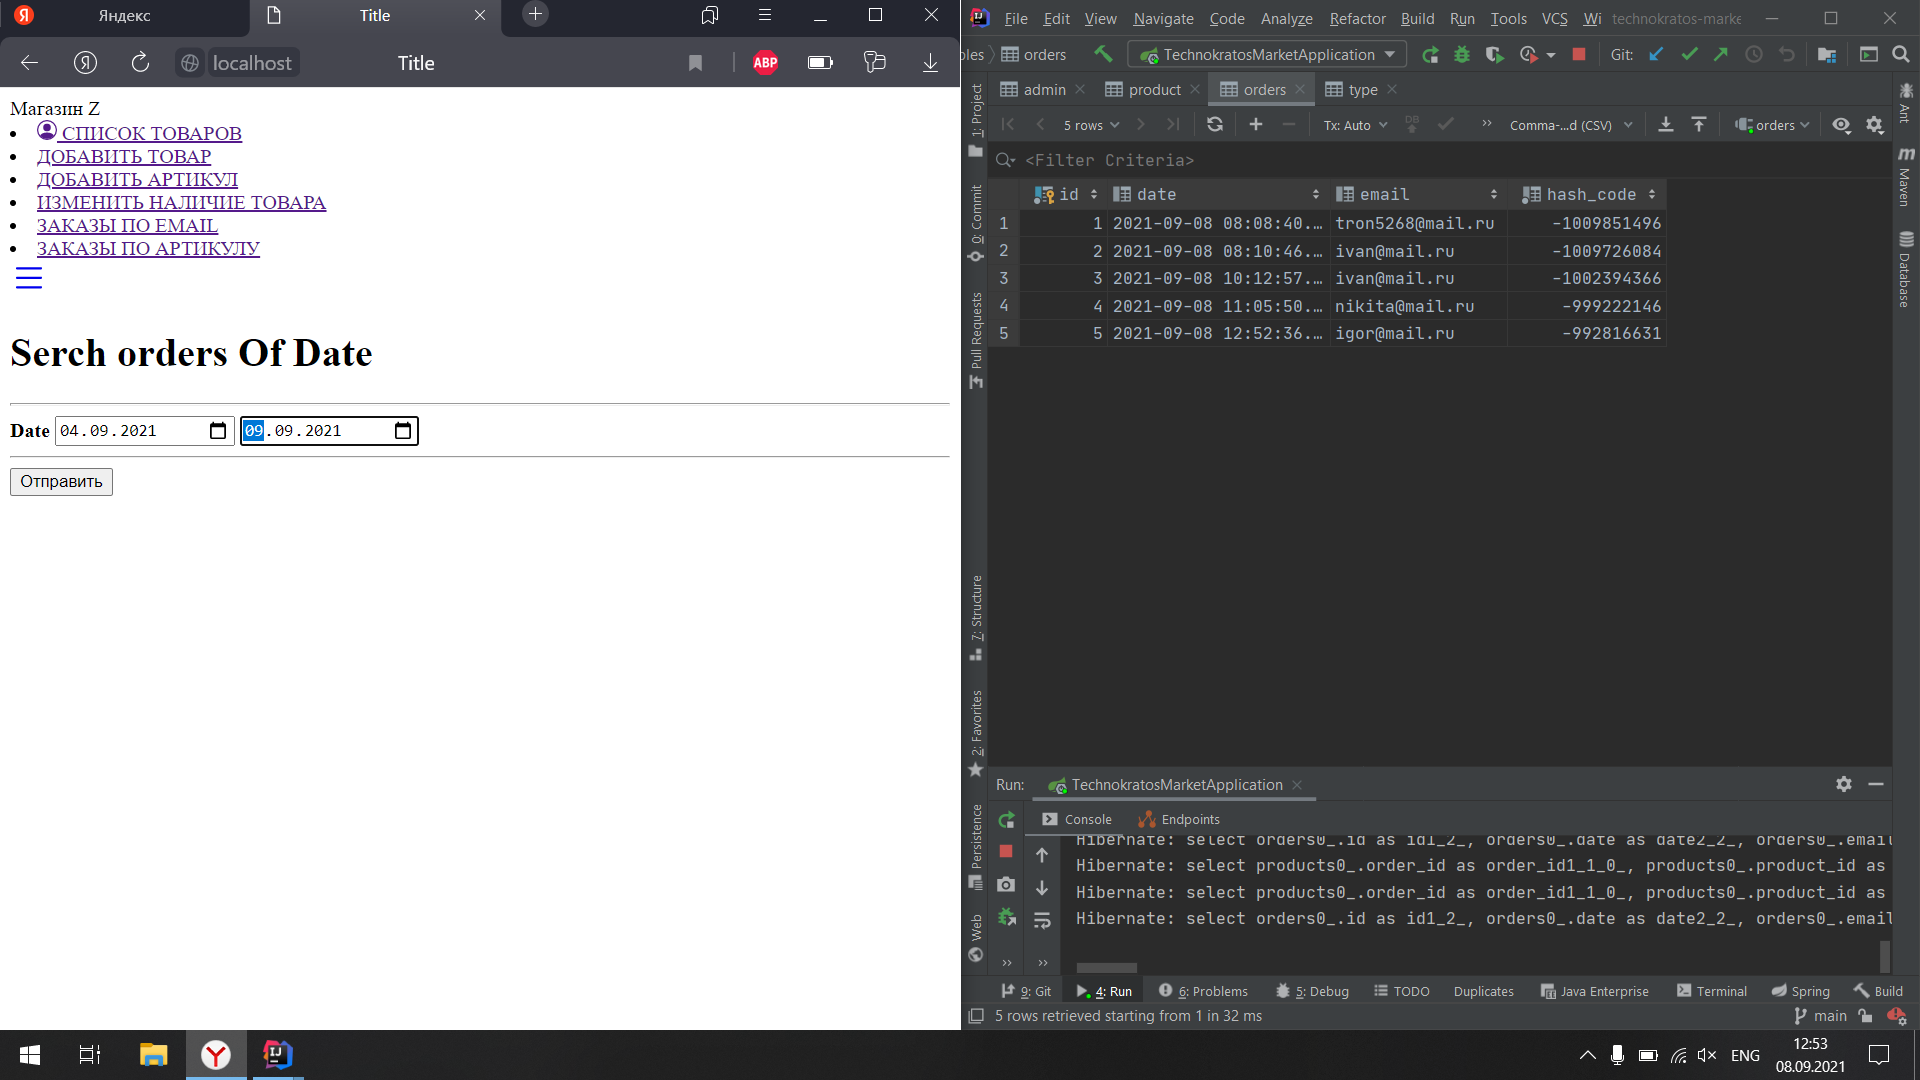 Яндекс
Title
localhost
Title
ABP
Магазин Z
СПИСОК ТОВАРОВ
ДОБАВИТЬ ТОВАР
ДОБАВИТЬ АРТИКУЛ
ИЗМЕНИТЬ НАЛИЧИЕ ТОВАРА
ЗАКАЗЫ ПО EMAIL
ЗАКАЗЫ ПО АРТИКУЛУ
Serch orders Of Date
Date 04.09.2021 09.09.2021
Отправить
File Edit View Navigate Code Analyze Refactor Build Run Tools VCS Wi technokratos-marke
bles orders TechnokratosMarketApplication Git:
admin product orders type
5 rows Tx: Auto DB Comma-...d (CSV) orders
<Filter Criteria>
id date email hash_code
1 1 2021-09-08 08:08:40.… tron5268@mail.ru -1009851496
2 2 2021-09-08 08:10:46.… ivan@mail.ru -1009726084
3 3 2021-09-08 10:12:57.… ivan@mail.ru -1002394366
4 4 2021-09-08 11:05:50.… nikita@mail.ru -999222146
5 5 2021-09-08 12:52:36.… igor@mail.ru -992816631
1: Project
0: Commit
Pull Requests
7: Structure
2: Favorites
Persistence
Web
Ant
Maven
Database
Run: TechnokratosMarketApplication
Console Endpoints
Hibernate: select orders0_.id as id1_2_, orders0_.date as date2_2_, orders0_.email
Hibernate: select products0_.order_id as order_id1_1_0_, products0_.product_id as
Hibernate: select products0_.order_id as order_id1_1_0_, products0_.product_id as
Hibernate: select orders0_.id as id1_2_, orders0_.date as date2_2_, orders0_.email
9: Git 4: Run 6: Problems 5: Debug TODO Duplicates Java Enterprise Terminal Spring Build
5 rows retrieved starting from 1 in 32 ms main
ENG
12:53
08.09.2021